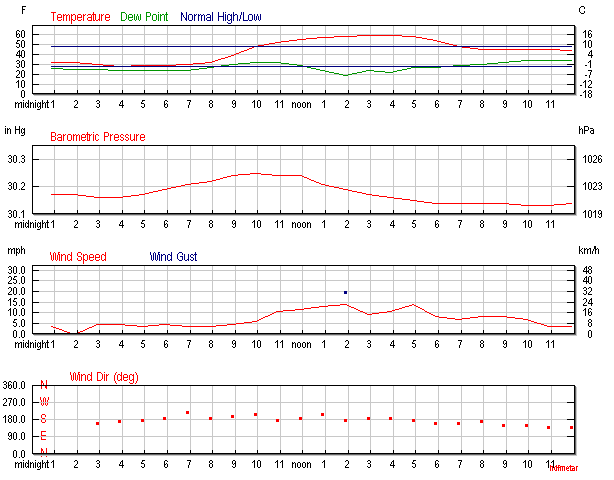 F Temperature Dew Point Normal High/Low C
60 16
50 10
40 4
30 -1
20 -7
10 -12
0 -18
midnight 1 2 3 4 5 6 7 8 9 10 11 noon 1 2 3 4 5 6 7 8 9 10 11
in Hg Barometric Pressure hPa
30.3 1026
30.2 1023
30.1 1019
midnight 1 2 3 4 5 6 7 8 9 10 11 noon 1 2 3 4 5 6 7 8 9 10 11
mph Wind Speed Wind Gust km/h
30.0 48
25.0 40
20.0 32
15.0 24
10.0 16
5.0 8
0.0 0
midnight 1 2 3 4 5 6 7 8 9 10 11 noon 1 2 3 4 5 6 7 8 9 10 11
Wind Dir (deg)
360.0 N
270.0 W
180.0 S
90.0 E
0.0 N
midnight 1 2 3 4 5 6 7 8 9 10 11 noon 1 2 3 4 5 6 7 8 9 10 11